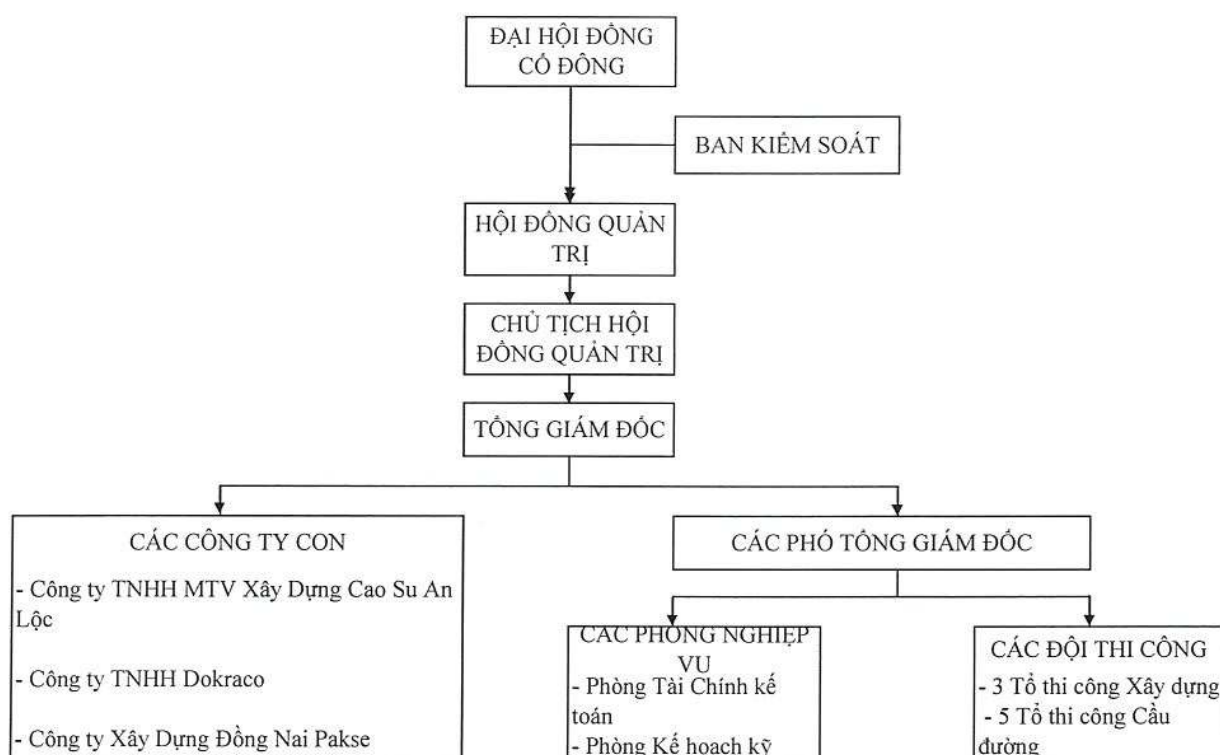 ĐẠI HỘI ĐỒNG
CỔ ĐÔNG
BAN KIỂM SOÁT
HỘI ĐỒNG QUẢN
TRỊ
CHỦ TỊCH HỘI
ĐỒNG QUẢN TRỊ
TỔNG GIÁM ĐỐC
CÁC CÔNG TY CON
- Công ty TNHH MTV Xây Dựng Cao Su An
Lộc
- Công ty TNHH Dokraco
- Công ty Xây Dựng Đồng Nai Pakse
CÁC PHÓ TỔNG GIÁM ĐỐC
CÁC PHÒNG NGHIỆP
VỤ
- Phòng Tài Chính kế
toán
- Phòng Kế hoạch kỹ
CÁC ĐỘI THI CÔNG
- 3 Tổ thi công Xây dựng
- 5 Tổ thi công Cầu
đường